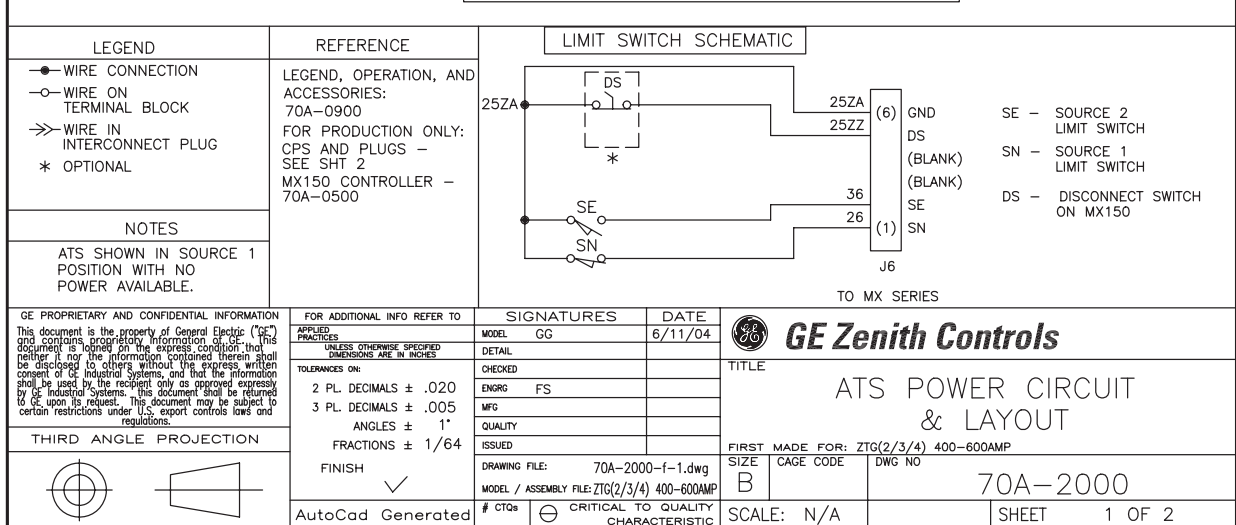 LEGEND
WIRE CONNECTION
WIRE ON
TERMINAL BLOCK
WIRE IN
INTERCONNECT PLUG
* OPTIONAL
NOTES
ATS SHOWN IN SOURCE 1
POSITION WITH NO
POWER AVAILABLE.
REFERENCE
LEGEND, OPERATION, AND
ACCESSORIES:
70A-0900
FOR PRODUCTION ONLY:
CPS AND PLUGS –
SEE SHT 2
MX150 CONTROLLER –
70A-0500
LIMIT SWITCH SCHEMATIC
25ZA
DS
*
SE
SN
25ZA
25ZZ
36
26
(6) GND
DS
(BLANK)
(BLANK)
SE
(1) SN
J6
TO MX SERIES
SE – SOURCE 2
LIMIT SWITCH
SN – SOURCE 1
LIMIT SWITCH
DS – DISCONNECT SWITCH
ON MX150
GE PROPRIETARY AND CONFIDENTIAL INFORMATION
This document is the property of General Electric ("GE")
and contains proprietary information of GE. This
document is loaned on the express condition that
neither it nor the information contained therein shall
be disclosed to others without the express written
consent of GE Industrial Systems, and that the information
shall be used by the recipient only as approved expressly
by GE Industrial Systems. this document shall be returned
to GE upon its request. This document may be subject to
certain restrictions under U.S. export controls laws and
regulations.
THIRD ANGLE PROJECTION
FOR ADDITIONAL INFO REFER TO
APPLIED
PRACTICES
UNLESS OTHERWISE SPECIFIED
DIMENSIONS ARE IN INCHES
TOLERANCES ON:
2 PL. DECIMALS ± .020
3 PL. DECIMALS ± .005
ANGLES ± 1°
FRACTIONS ± 1/64
FINISH
AutoCad Generated
SIGNATURES DATE
MODEL GG 6/11/04
DETAIL
CHECKED
ENGRG FS
MFG
QUALITY
ISSUED
DRAWING FILE: 70A-2000-f-1.dwg
MODEL / ASSEMBLY FILE: ZTG(2/3/4) 400-600AMP
# CTQs CRITICAL TO QUALITY
CHARACTERISTIC
GE Zenith Controls
TITLE
ATS POWER CIRCUIT
& LAYOUT
FIRST MADE FOR: ZTG(2/3/4) 400-600AMP
SIZE CAGE CODE DWG NO
B 70A-2000
SCALE: N/A SHEET 1 OF 2